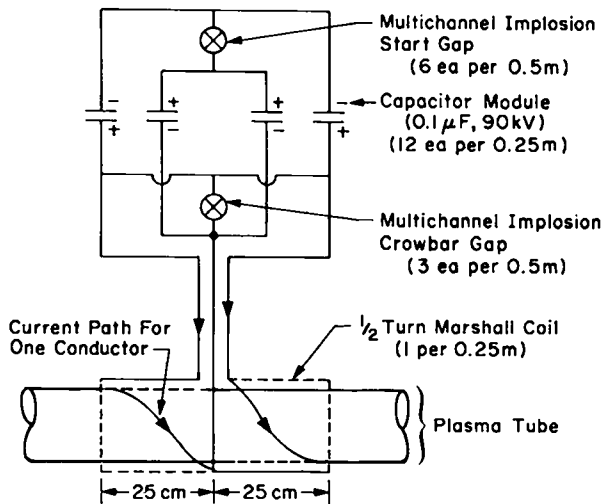 Multichannel Implosion
Start Gap
(6 ea per 0.5m)
- + + -
+ - - +
Capacitor Module
(0.1μF, 90kV)
(12 ea per 0.25m)
Multichannel Implosion
Crowbar Gap
(3 ea per 0.5m)
Current Path For
One Conductor
1/2 Turn Marshall Coil
(1 per 0.25m)
Plasma Tube
25 cm
25 cm